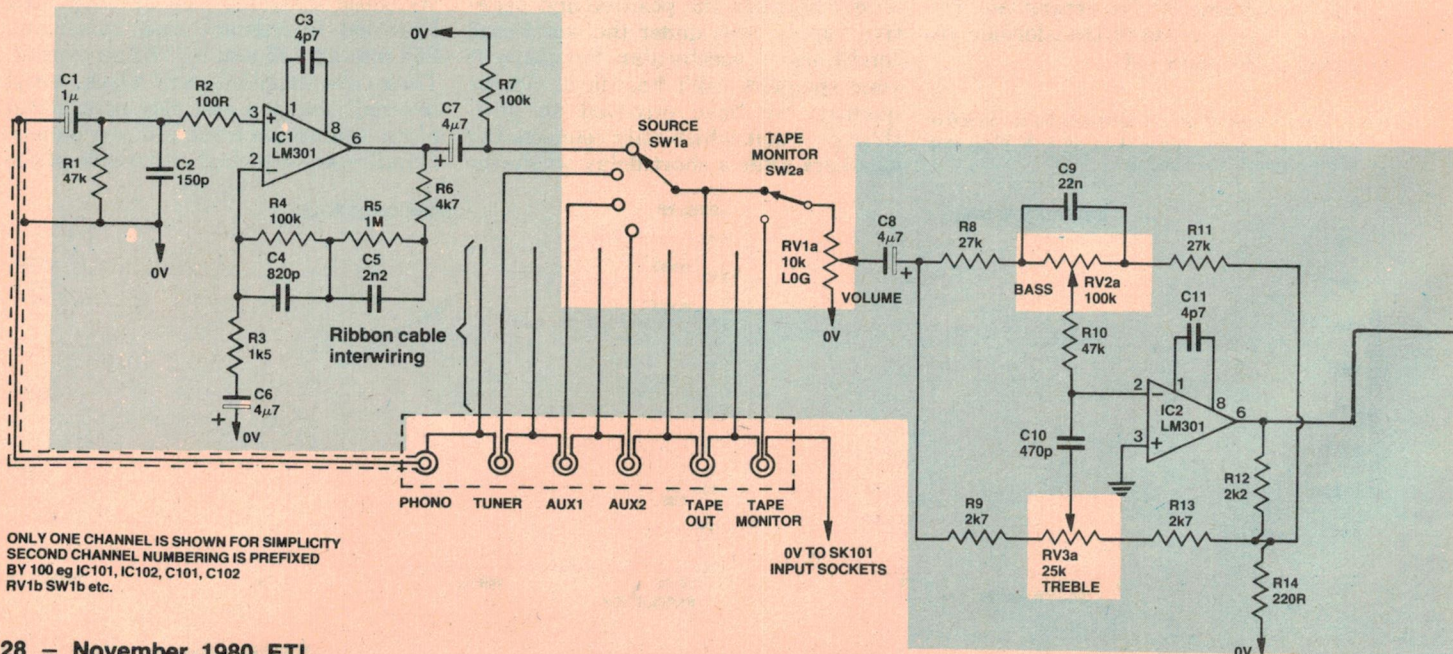 C3
4p7
0V
C1
1μ
R2
100R
R7
100k
C7
4μ7
1
3
+
8
IC1
LM301
6
2
−
+
SOURCE
SW1a
TAPE
MONITOR
SW2a
R1
47k
C2
150p
0V
R4
100k
R5
1M
R6
4k7
C4
820p
C5
2n2
RV1a
10k
L0G
VOLUME
0V
C8
4μ7
+
R8
27k
C9
22n
R11
27k
BASS
RV2a
100k
C11
4p7
R10
47k
R3
1k5
Ribbon cable
interwiring
C6
4μ7
+
0V
1
2
−
8
IC2
LM301
6
3
+
C10
470p
R12
2k2
PHONO
TUNER
AUX1
AUX2
TAPE
OUT
TAPE
MONITOR
R9
2k7
R13
2k7
RV3a
25k
TREBLE
0V TO SK101
INPUT SOCKETS
R14
220R
0V
ONLY ONE CHANNEL IS SHOWN FOR SIMPLICITY
SECOND CHANNEL NUMBERING IS PREFIXED
BY 100 eg IC101, IC102, C101, C102
RV1b SW1b etc.
28 – November 1980 ETI